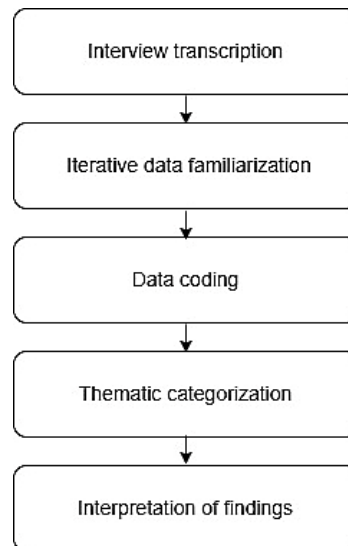 Interview transcription
Iterative data familiarization
Data coding
Thematic categorization
Interpretation of findings